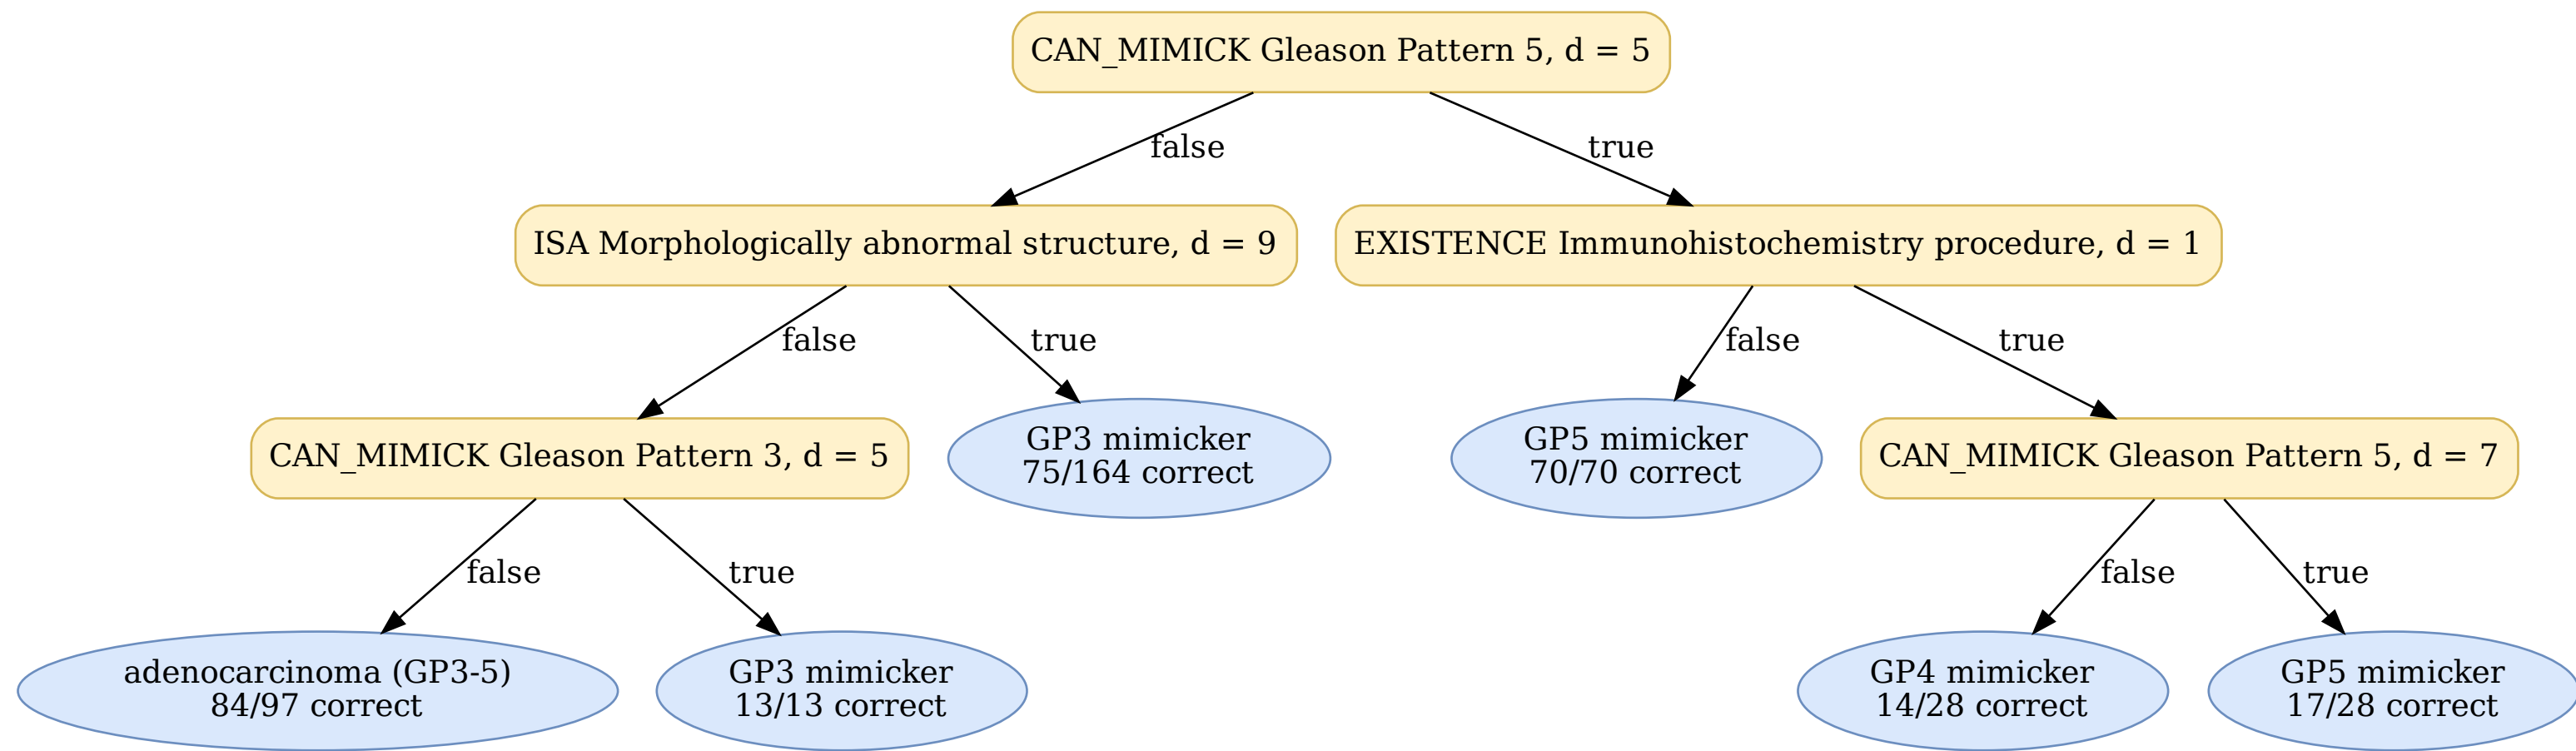 CAN_MIMICK Gleason Pattern 5, d = 5
false
true
ISA Morphologically abnormal structure, d = 9
EXISTENCE Immunohistochemistry procedure, d = 1
false
true
false
true
CAN_MIMICK Gleason Pattern 3, d = 5
GP3 mimicker
75/164 correct
GP5 mimicker
70/70 correct
CAN_MIMICK Gleason Pattern 5, d = 7
false
true
false
true
adenocarcinoma (GP3-5)
84/97 correct
GP3 mimicker
13/13 correct
GP4 mimicker
14/28 correct
GP5 mimicker
17/28 correct